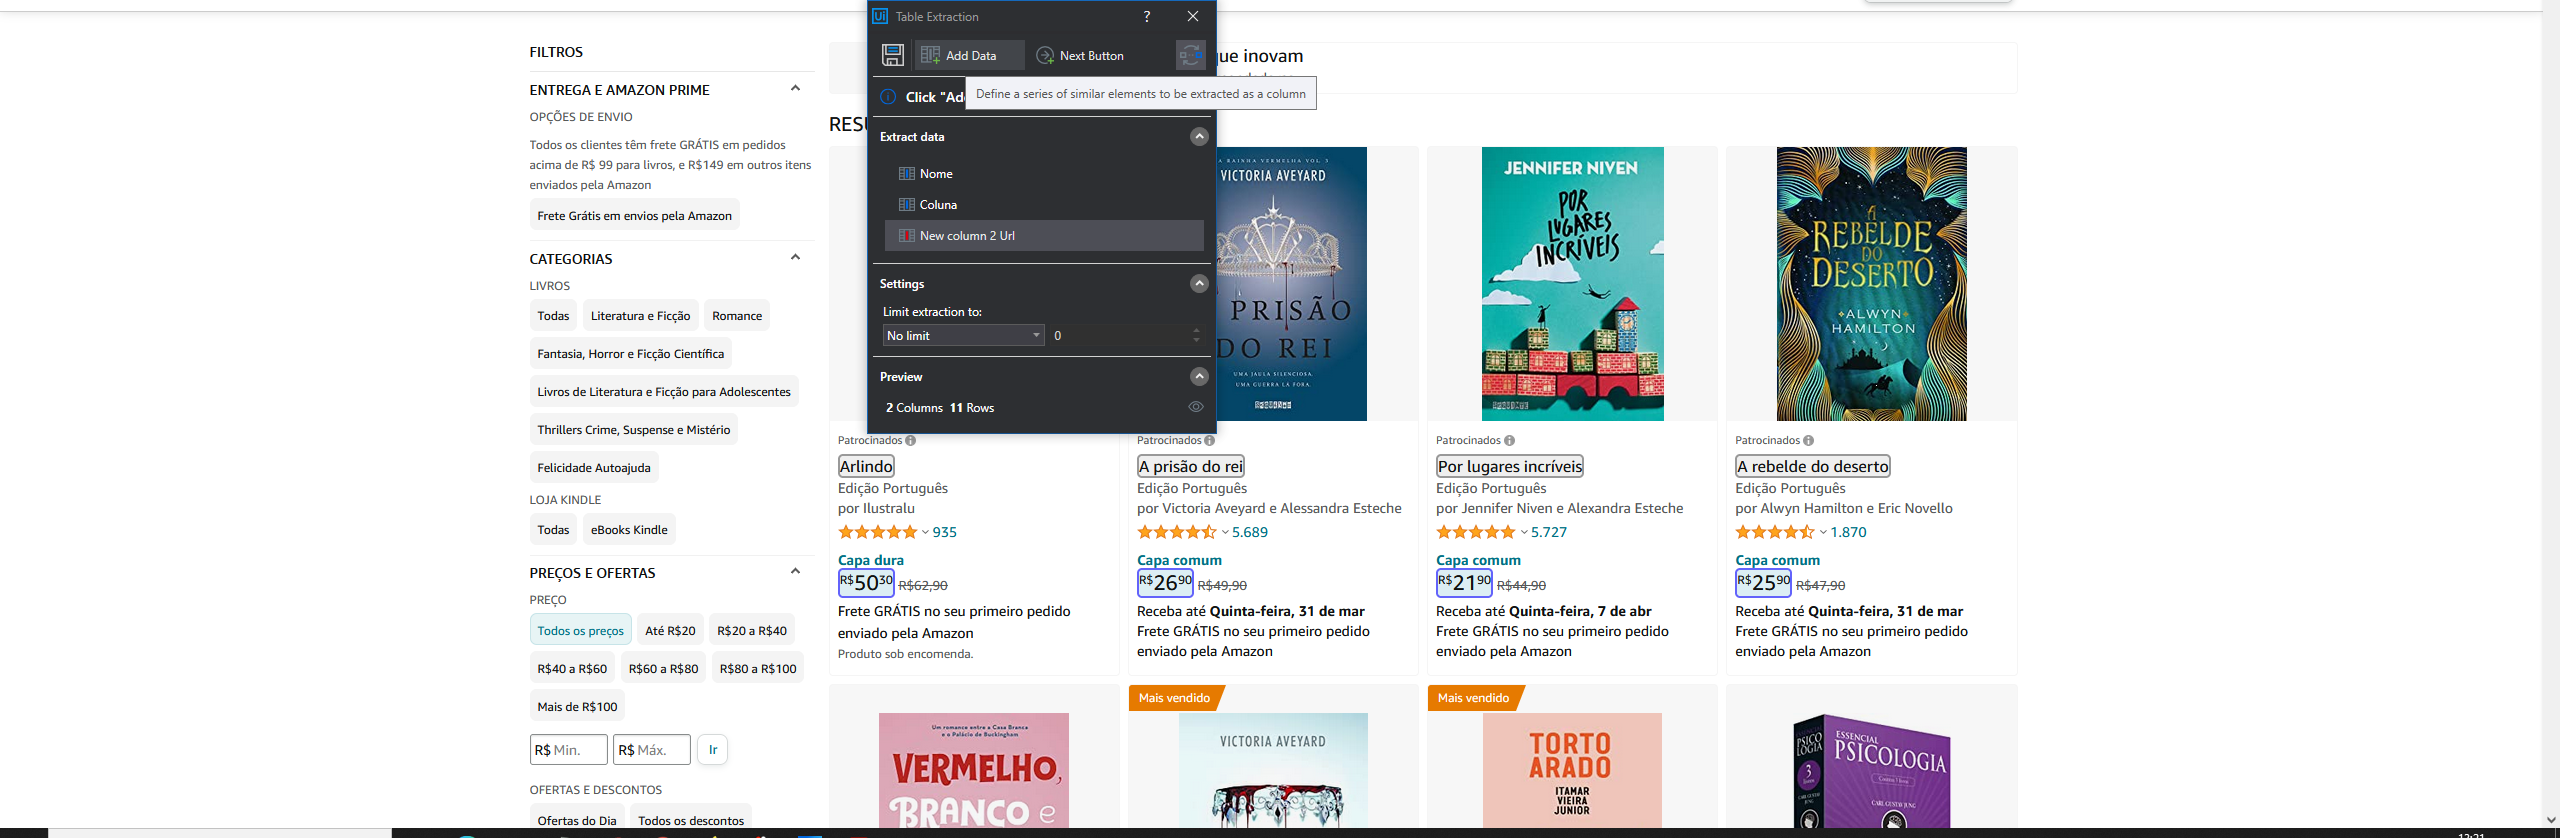 Ui Table Extraction ?
Add Data
Next Button
Define a series of similar elements to be extracted as a column
Click "Add
Extract data
Nome
Coluna
New column 2 Url
Settings
Limit extraction to:
No limit 0
Preview
2 Columns 11 Rows
FILTROS
ENTREGA E AMAZON PRIME
OPÇÕES DE ENVIO
Todos os clientes têm frete GRÁTIS em pedidos
acima de R$ 99 para livros, e R$149 em outros itens
enviados pela Amazon
Frete Grátis em envios pela Amazon
CATEGORIAS
LIVROS
Todas Literatura e Ficção Romance
Fantasia, Horror e Ficção Científica
Livros de Literatura e Ficção para Adolescentes
Thrillers Crime, Suspense e Mistério
Felicidade Autoajuda
LOJA KINDLE
Todas eBooks Kindle
PREÇOS E OFERTAS
PREÇO
Todos os preços Até R$20 R$20 a R$40
R$40 a R$60 R$60 a R$80 R$80 a R$100
Mais de R$100
R$ Min. R$ Máx. Ir
OFERTAS E DESCONTOS
Ofertas do Dia Todos os descontos
que inovam
RESU
A RAINHA VERMELHA VOL. 3
VICTORIA AVEYARD
PRISÃO
DO REI
UMA JAULA SILENCIOSA.
UMA GUERRA LÁ FORA.
JENNIFER NIVEN
POR
LUGARES
INCRÍVEIS
A
REBELDE
DO
DESERTO
ALWYN
HAMILTON
Patrocinados
Arlindo
Edição Português
por Ilustralu
935
Capa dura
R$5030 R$62,90
Frete GRÁTIS no seu primeiro pedido
enviado pela Amazon
Produto sob encomenda.
Patrocinados
A prisão do rei
Edição Português
por Victoria Aveyard e Alessandra Esteche
5.689
Capa comum
R$2690 R$49,90
Receba até Quinta-feira, 31 de mar
Frete GRÁTIS no seu primeiro pedido
enviado pela Amazon
Patrocinados
Por lugares incríveis
Edição Português
por Jennifer Niven e Alexandra Esteche
5.727
Capa comum
R$2190 R$44,90
Receba até Quinta-feira, 7 de abr
Frete GRÁTIS no seu primeiro pedido
enviado pela Amazon
Patrocinados
A rebelde do deserto
Edição Português
por Alwyn Hamilton e Eric Novello
1.870
Capa comum
R$2590 R$47,90
Receba até Quinta-feira, 31 de mar
Frete GRÁTIS no seu primeiro pedido
enviado pela Amazon
Um romance entre a Casa Branca
e o Palácio de Buckingham
VERMELHO,
BRANCO e
Mais vendido
VICTORIA AVEYARD
Mais vendido
TORTO
ARADO
ITAMAR
VIEIRA
JUNIOR
PSICOLOGIA
3
ESSENCIAL
PSICOLOGIA
CARL GUSTAV JUNG